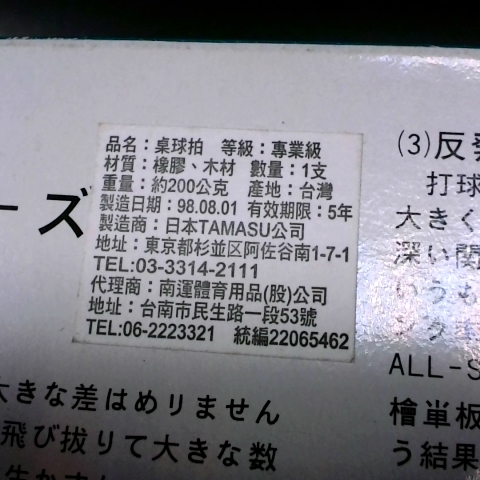 品名：桌球拍 等級：專業級
材質：橡膠、木材 數量：1支
重量：約200公克 產地：台灣
製造日期：98.08.01 有效期限：5年
製造商：日本TAMASU公司
地址：東京都杉並区阿佐谷南1-7-1
TEL:03-3314-2111
代理商：南運體育用品(股)公司
地址：台南市民生路一段53號
TEL:06-2223321 統編22065462
ーズ
大きな差はめりません
飛び拔りて大きな数
(3)反発
打球
大きく
深い関
いうも
ALL-S
檜単板
う結果